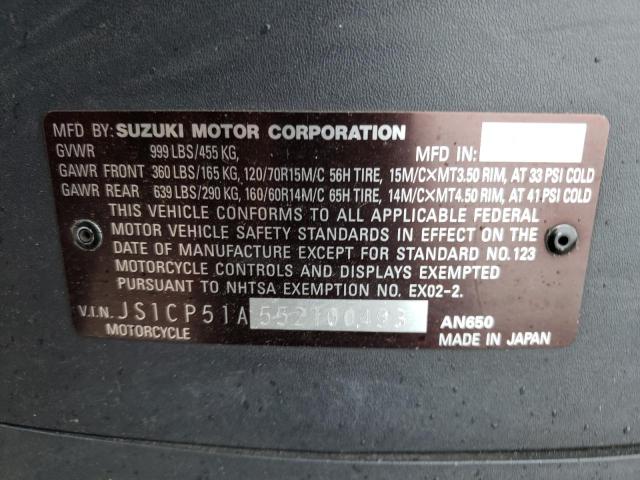 MFD BY: SUZUKI MOTOR CORPORATION
GVWR 999 LBS/455 KG, MFD IN:
GAWR FRONT 360 LBS/165 KG, 120/70R15M/C 56H TIRE, 15M/C×MT3.50 RIM, AT 33 PSI COLD
GAWR REAR 639 LBS/290 KG, 160/60R14M/C 65H TIRE, 14M/C×MT4.50 RIM, AT 41 PSI COLD
THIS VEHICLE CONFORMS TO ALL APPLICABLE FEDERAL
MOTOR VEHICLE SAFETY STANDARDS IN EFFECT ON THE
DATE OF MANUFACTURE EXCEPT FOR STANDARD NO.123
MOTORCYCLE CONTROLS AND DISPLAYS EXEMPTED
PURSUANT TO NHTSA EXEMPTION NO. EX02-2.
V.I.N. JS1CP51A552100493 AN650
MOTORCYCLE MADE IN JAPAN